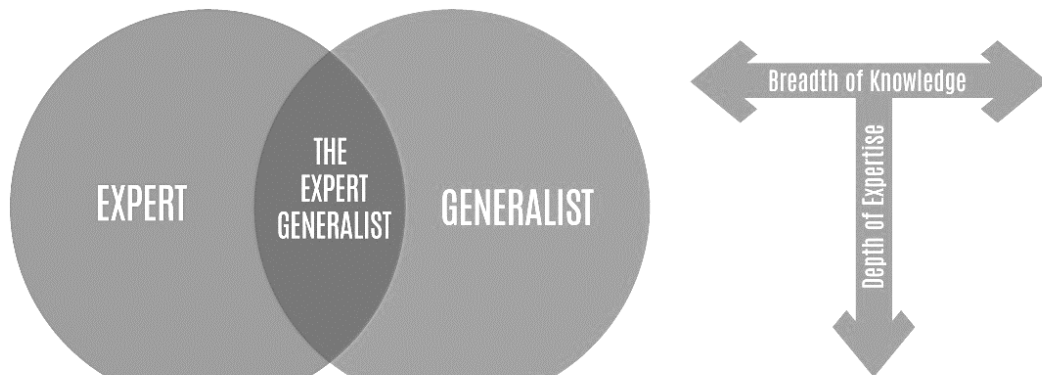 EXPERT
THE
EXPERT
GENERALIST
GENERALIST
Breadth of Knowledge
Depth of Expertise